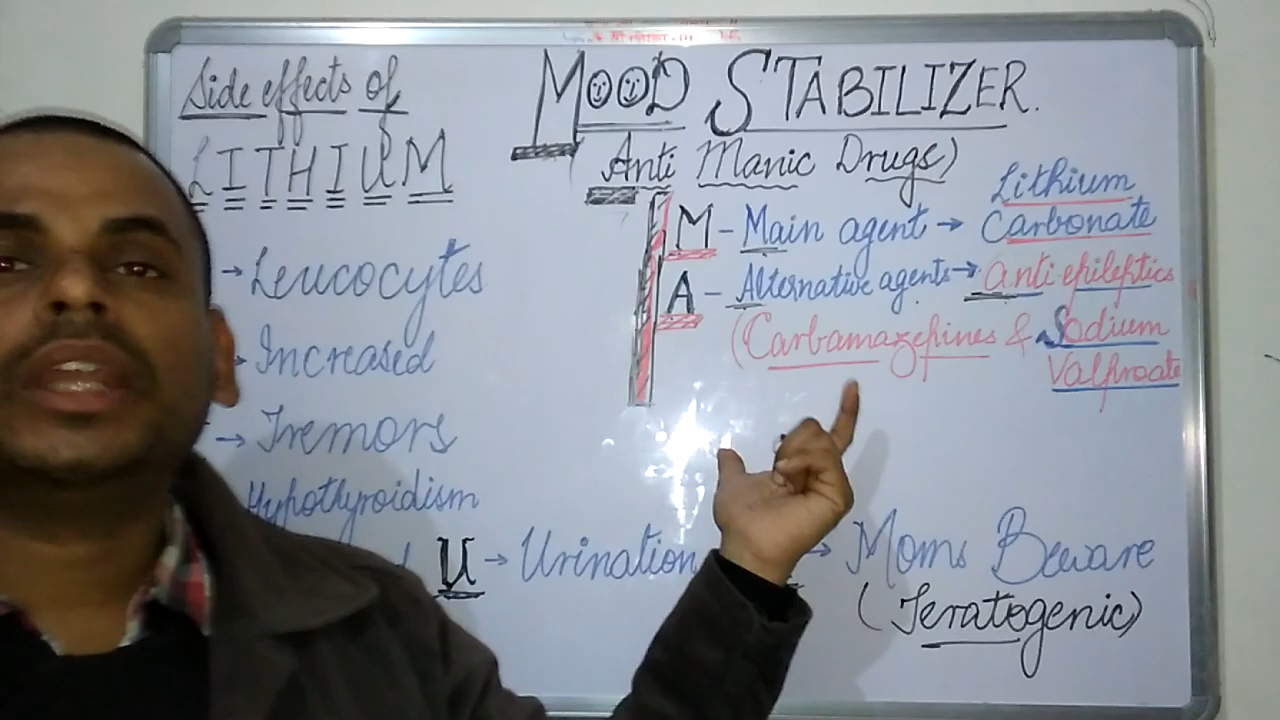 Side effects of
LITHIUM
→ Leucocytes
Increased
→ Tremors
Hypothyroidism
U → Urination
→ Moms Beware
(Teratogenic)
MOOD STABILIZER.
Anti Manic Drugs)
M - Main agent → Lithium
Carbonate
A - Alternative agents → anti epileptics
(Carbamazepines & Sodium
Valproate